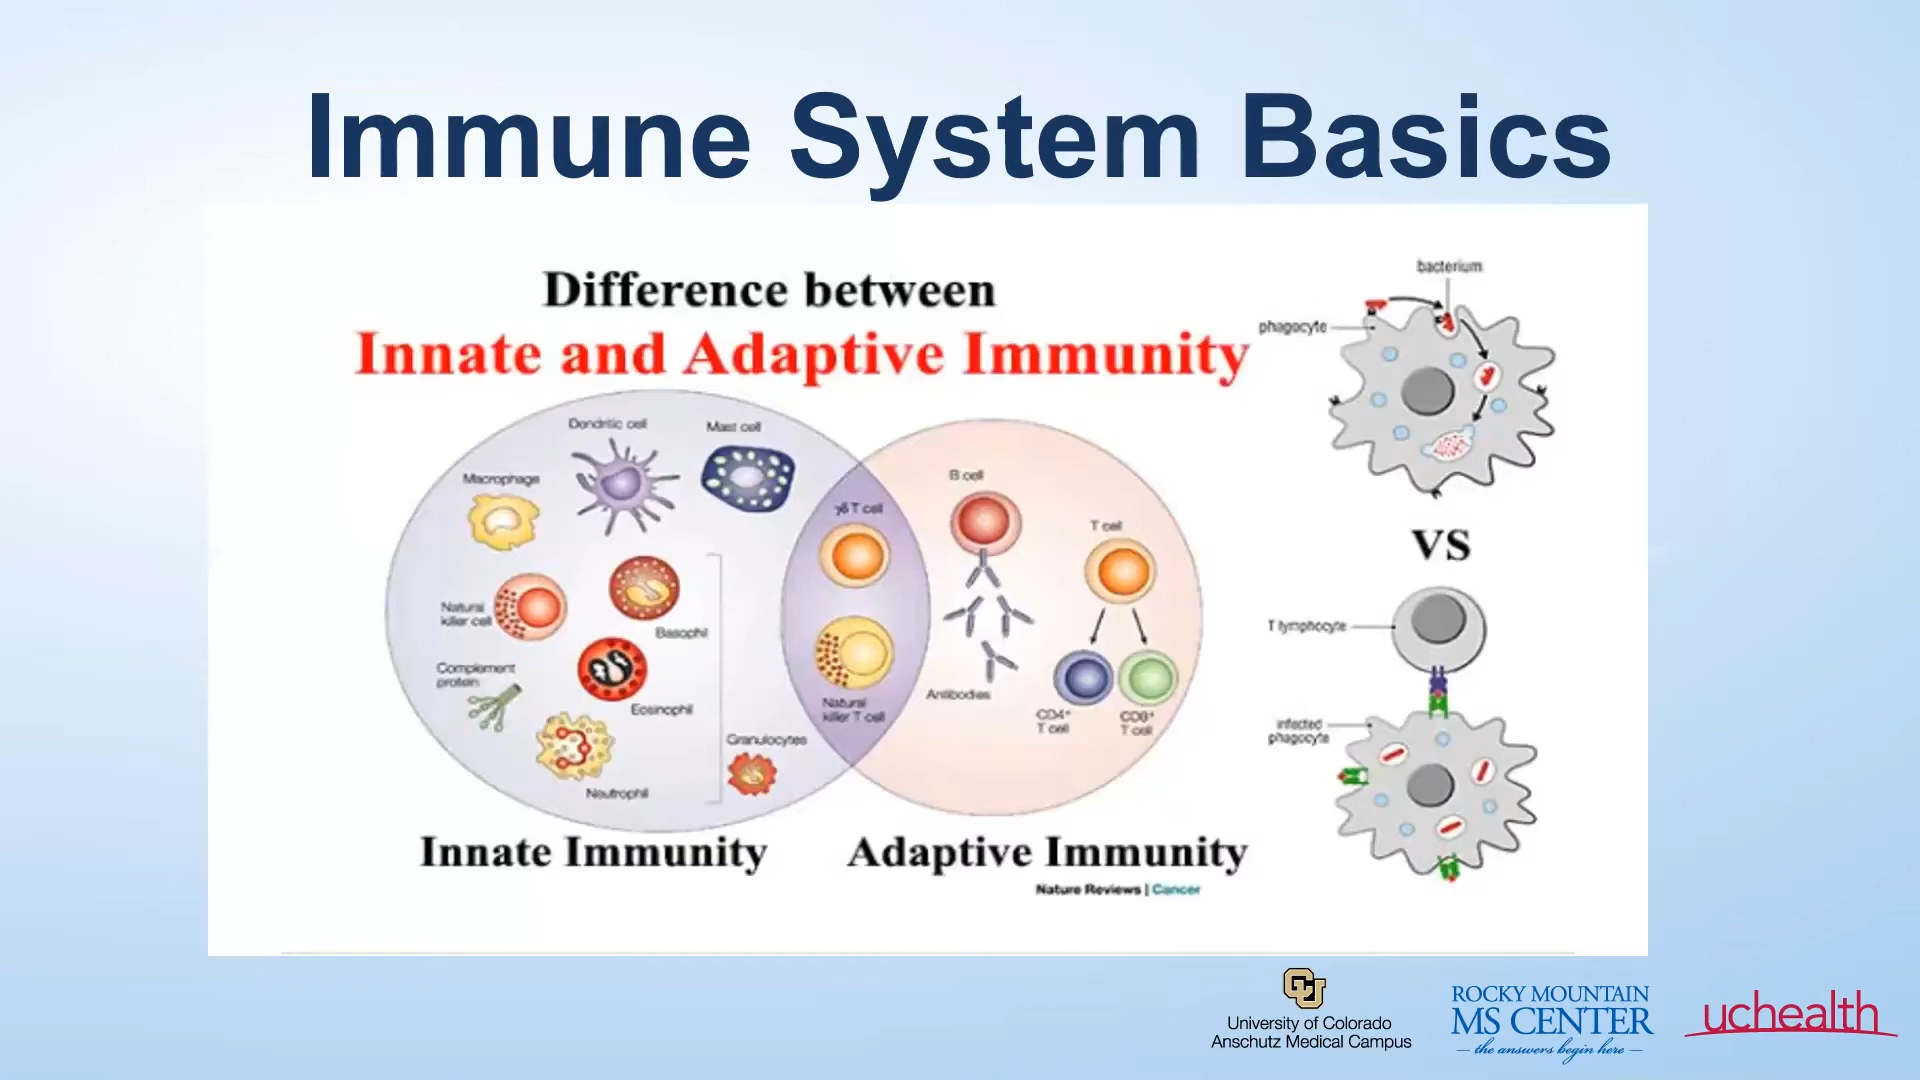 Immune System Basics
Difference between
Innate and Adaptive Immunity
Dendritic cell
Mast cell
Macrophage
γδ T cell
B cell
T cell
Natural
killer cell
Basophil
Complement
protein
Eosinophil
Natural
killer T cell
Antibodies
CD4+
T cell
CD8+
T cell
Granulocytes
Neutrophil
Innate Immunity
Adaptive Immunity
Nature Reviews | Cancer
bacterium
phagocyte
VS
T lymphocyte
infected
phagocyte
CU
University of Colorado
Anschutz Medical Campus
ROCKY MOUNTAIN
MS CENTER
— the answers begin here —
uchealth